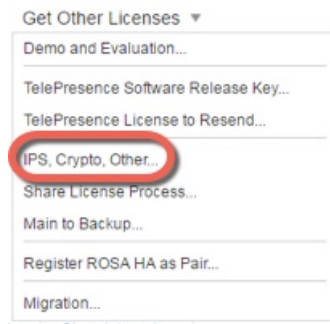 Get Other Licenses ▼
Demo and Evaluation...
TelePresence Software Release Key...
TelePresence License to Resend...
IPS, Crypto, Other...
Share License Process...
Main to Backup...
Register ROSA HA as Pair...
Migration...